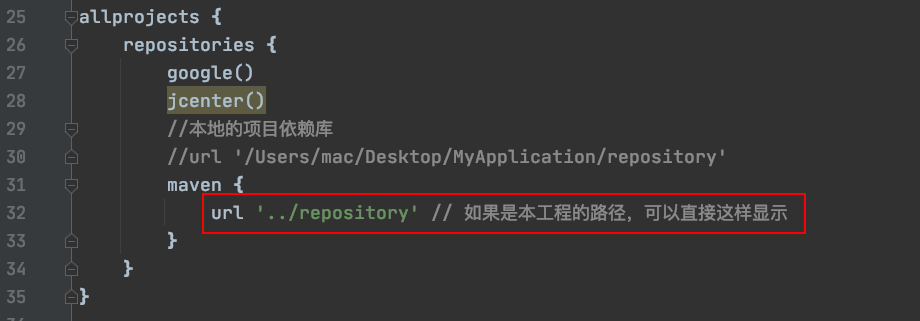 25 allprojects {
26 repositories {
27 google()
28 jcenter()
29 //本地的项目依赖库
30 //url '/Users/mac/Desktop/MyApplication/repository'
31 maven {
32 url '../repository' // 如果是本工程的路径，可以直接这样显示
33 }
34 }
35 }